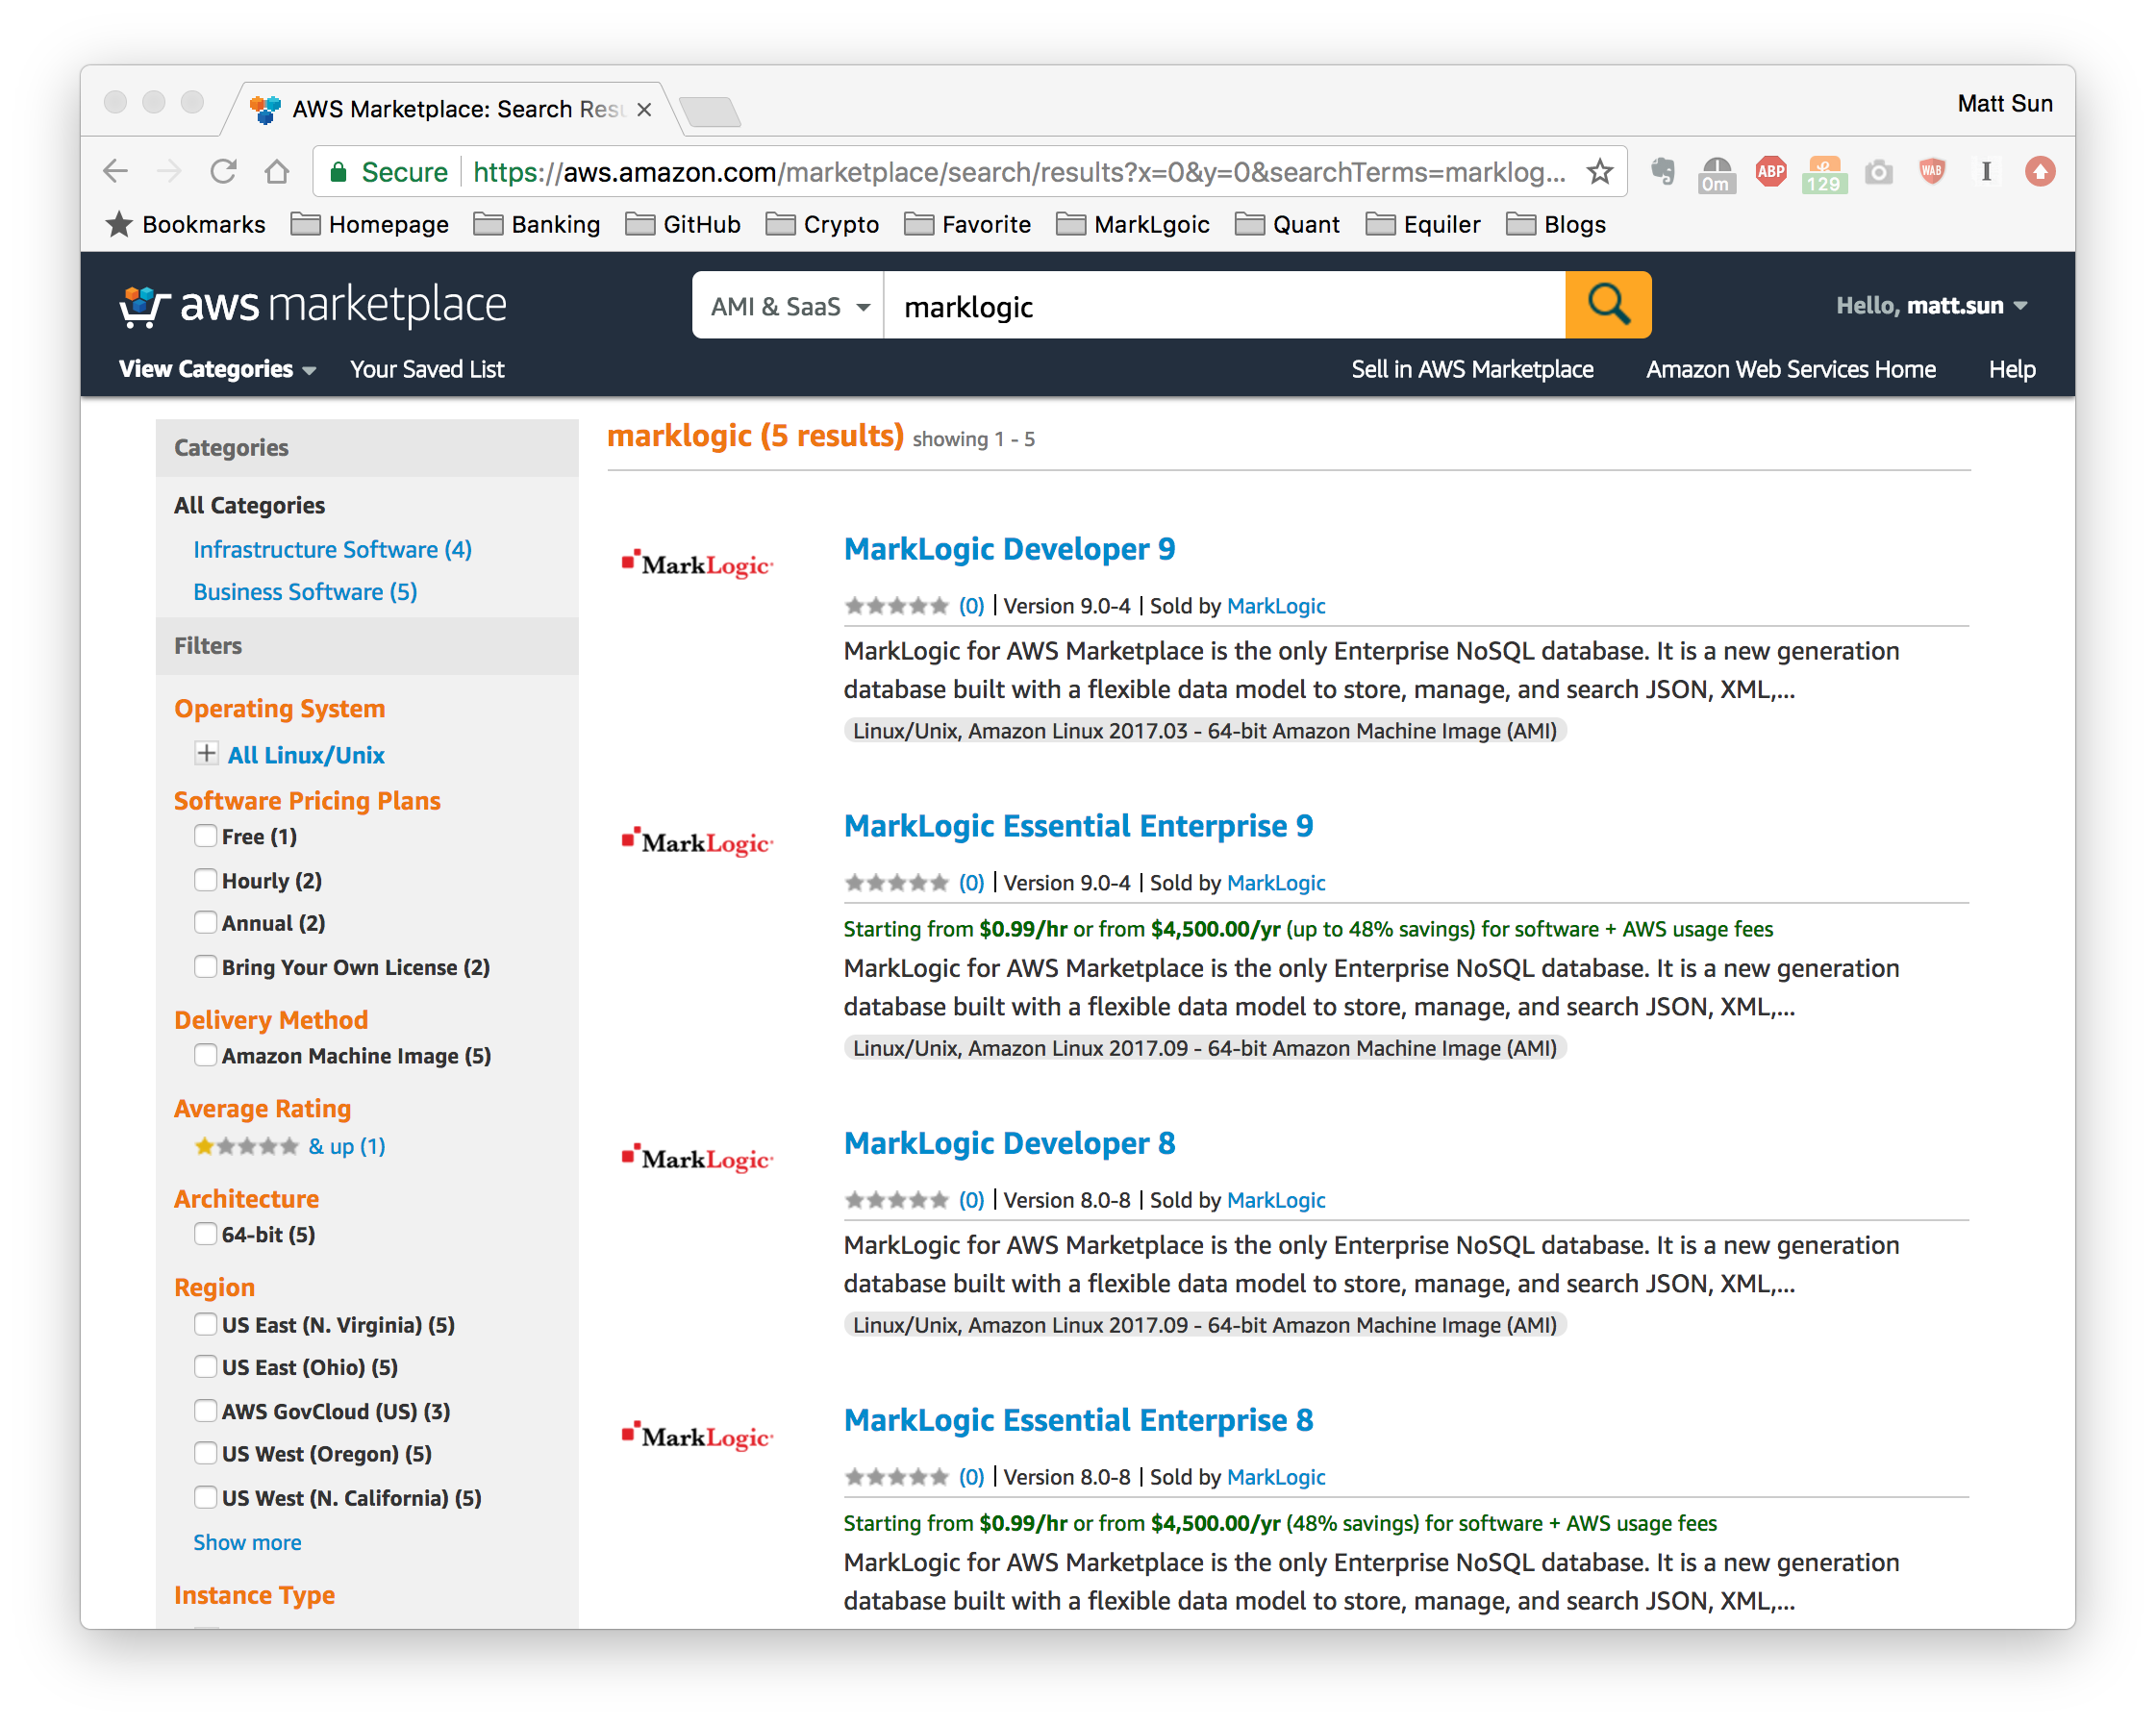 AWS Marketplace: Search Resu
Matt Sun
Secure https://aws.amazon.com/marketplace/search/results?x=0&y=0&searchTerms=marklog...
0m ABP 129 WAB I
Bookmarks Homepage Banking GitHub Crypto Favorite MarkLgoic Quant Equiler Blogs
aws marketplace
AMI & SaaS marklogic
Hello, matt.sun
View Categories Your Saved List
Sell in AWS Marketplace Amazon Web Services Home Help
Categories
All Categories
Infrastructure Software (4)
Business Software (5)
Filters
Operating System
All Linux/Unix
Software Pricing Plans
Free (1)
Hourly (2)
Annual (2)
Bring Your Own License (2)
Delivery Method
Amazon Machine Image (5)
Average Rating
& up (1)
Architecture
64-bit (5)
Region
US East (N. Virginia) (5)
US East (Ohio) (5)
AWS GovCloud (US) (3)
US West (Oregon) (5)
US West (N. California) (5)
Show more
Instance Type
marklogic (5 results) showing 1 - 5
MarkLogic
MarkLogic Developer 9
(0) | Version 9.0-4 | Sold by MarkLogic
MarkLogic for AWS Marketplace is the only Enterprise NoSQL database. It is a new generation
database built with a flexible data model to store, manage, and search JSON, XML,...
Linux/Unix, Amazon Linux 2017.03 - 64-bit Amazon Machine Image (AMI)
MarkLogic
MarkLogic Essential Enterprise 9
(0) | Version 9.0-4 | Sold by MarkLogic
Starting from $0.99/hr or from $4,500.00/yr (up to 48% savings) for software + AWS usage fees
MarkLogic for AWS Marketplace is the only Enterprise NoSQL database. It is a new generation
database built with a flexible data model to store, manage, and search JSON, XML,...
Linux/Unix, Amazon Linux 2017.09 - 64-bit Amazon Machine Image (AMI)
MarkLogic
MarkLogic Developer 8
(0) | Version 8.0-8 | Sold by MarkLogic
MarkLogic for AWS Marketplace is the only Enterprise NoSQL database. It is a new generation
database built with a flexible data model to store, manage, and search JSON, XML,...
Linux/Unix, Amazon Linux 2017.09 - 64-bit Amazon Machine Image (AMI)
MarkLogic
MarkLogic Essential Enterprise 8
(0) | Version 8.0-8 | Sold by MarkLogic
Starting from $0.99/hr or from $4,500.00/yr (48% savings) for software + AWS usage fees
MarkLogic for AWS Marketplace is the only Enterprise NoSQL database. It is a new generation
database built with a flexible data model to store, manage, and search JSON, XML,...